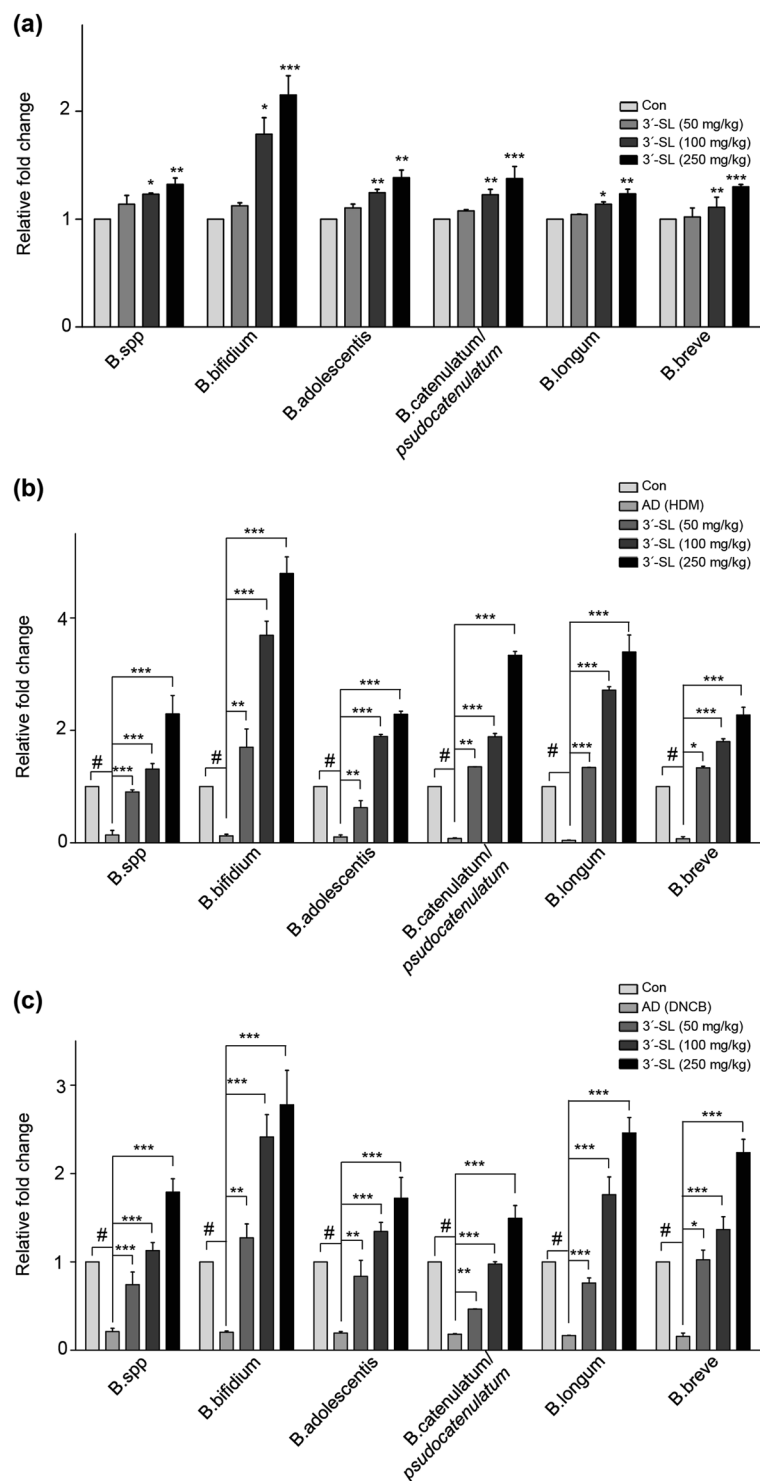 (a)
Relative fold change
2
1
0
Con
3´-SL (50 mg/kg)
3´-SL (100 mg/kg)
3´-SL (250 mg/kg)
* ** * *** ** ** ** *** * ** ** ***
B.spp
B.bifidium
B.adolescentis
B.catenulatum/
psudocatenulatum
B.longum
B.breve
(b)
Con
AD (HDM)
3´-SL (50 mg/kg)
3´-SL (100 mg/kg)
3´-SL (250 mg/kg)
Relative fold change
4
2
0
# *** *** ***
# ** *** ***
# ** *** ***
# ** *** ***
# *** *** ***
# * *** ***
B.spp
B.bifidium
B.adolescentis
B.catenulatum/
psudocatenulatum
B.longum
B.breve
(c)
Con
AD (DNCB)
3´-SL (50 mg/kg)
3´-SL (100 mg/kg)
3´-SL (250 mg/kg)
Relative fold change
3
2
1
0
# *** *** ***
# ** *** ***
# ** *** ***
# ** *** ***
# *** *** ***
# * *** ***
B.spp
B.bifidium
B.adolescentis
B.catenulatum/
psudocatenulatum
B.longum
B.breve